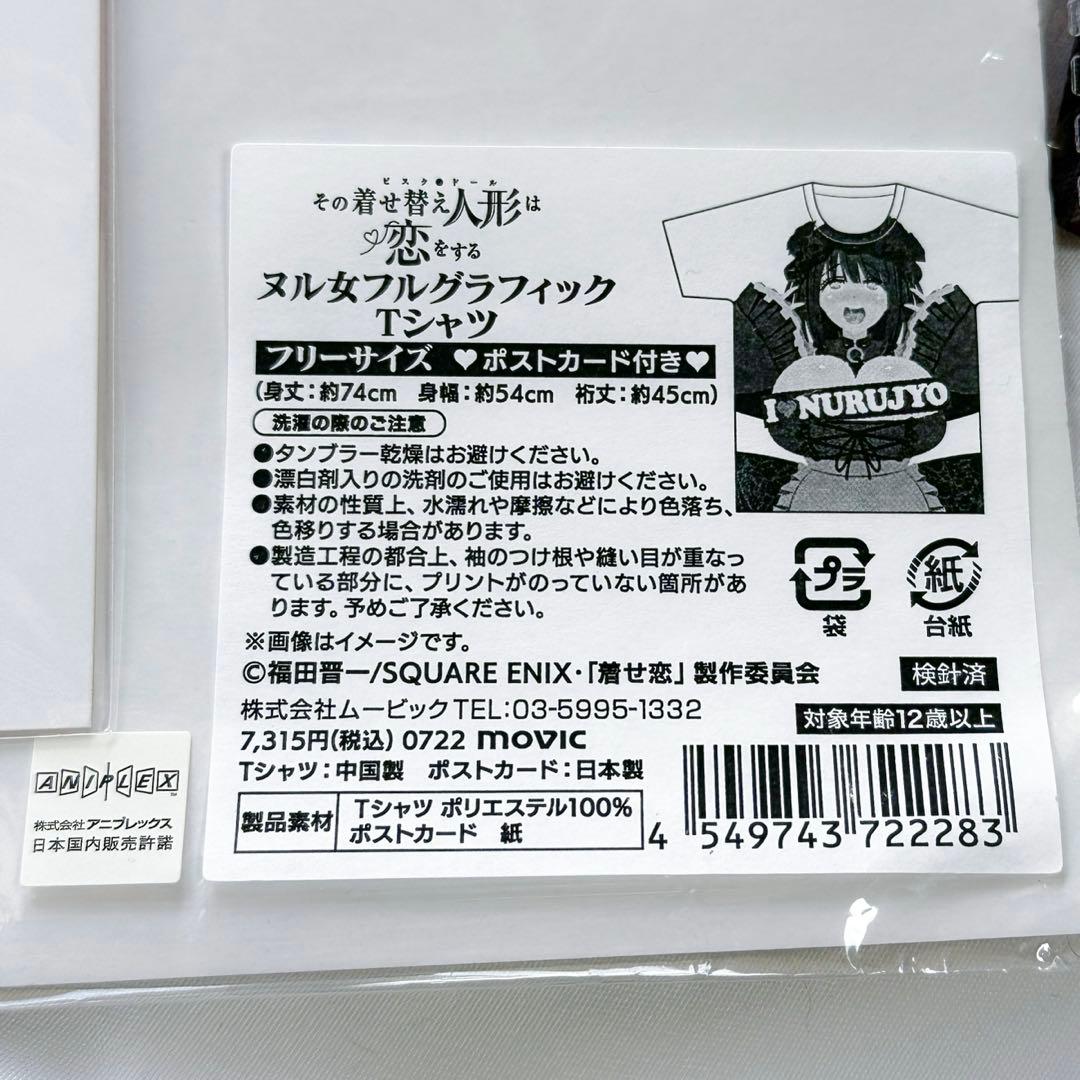 ビスク・ドール
その着せ替え人形は
恋をする
ヌル女フルグラフィック
Tシャツ
フリーサイズ ♥ポストカード付き♥
(身丈:約74cm 身幅:約54cm 裄丈:約45cm)
洗濯の際のご注意
●タンブラー乾燥はお避けください。
●漂白剤入りの洗剤のご使用はお避けください。
●素材の性質上、水濡れや摩擦などにより色落ち、
色移りする場合があります。
●製造工程の都合上、袖のつけ根や縫い目が重なっ
ている部分に、プリントがのっていない箇所があ
ります。予めご了承ください。
※画像はイメージです。
©福田晋一/SQUARE ENIX・「着せ恋」製作委員会
株式会社ムービック TEL:03-5995-1332
7,315円(税込) 0722 movic
Tシャツ:中国製 ポストカード:日本製
製品素材 Tシャツ ポリエステル100%
ポストカード 紙
I♥NURUJYO
プラ
袋
紙
台紙
検針済
対象年齢12歳以上
4 549743 722283
ANIPLEX™
株式会社アニプレックス
日本国内販売許諾